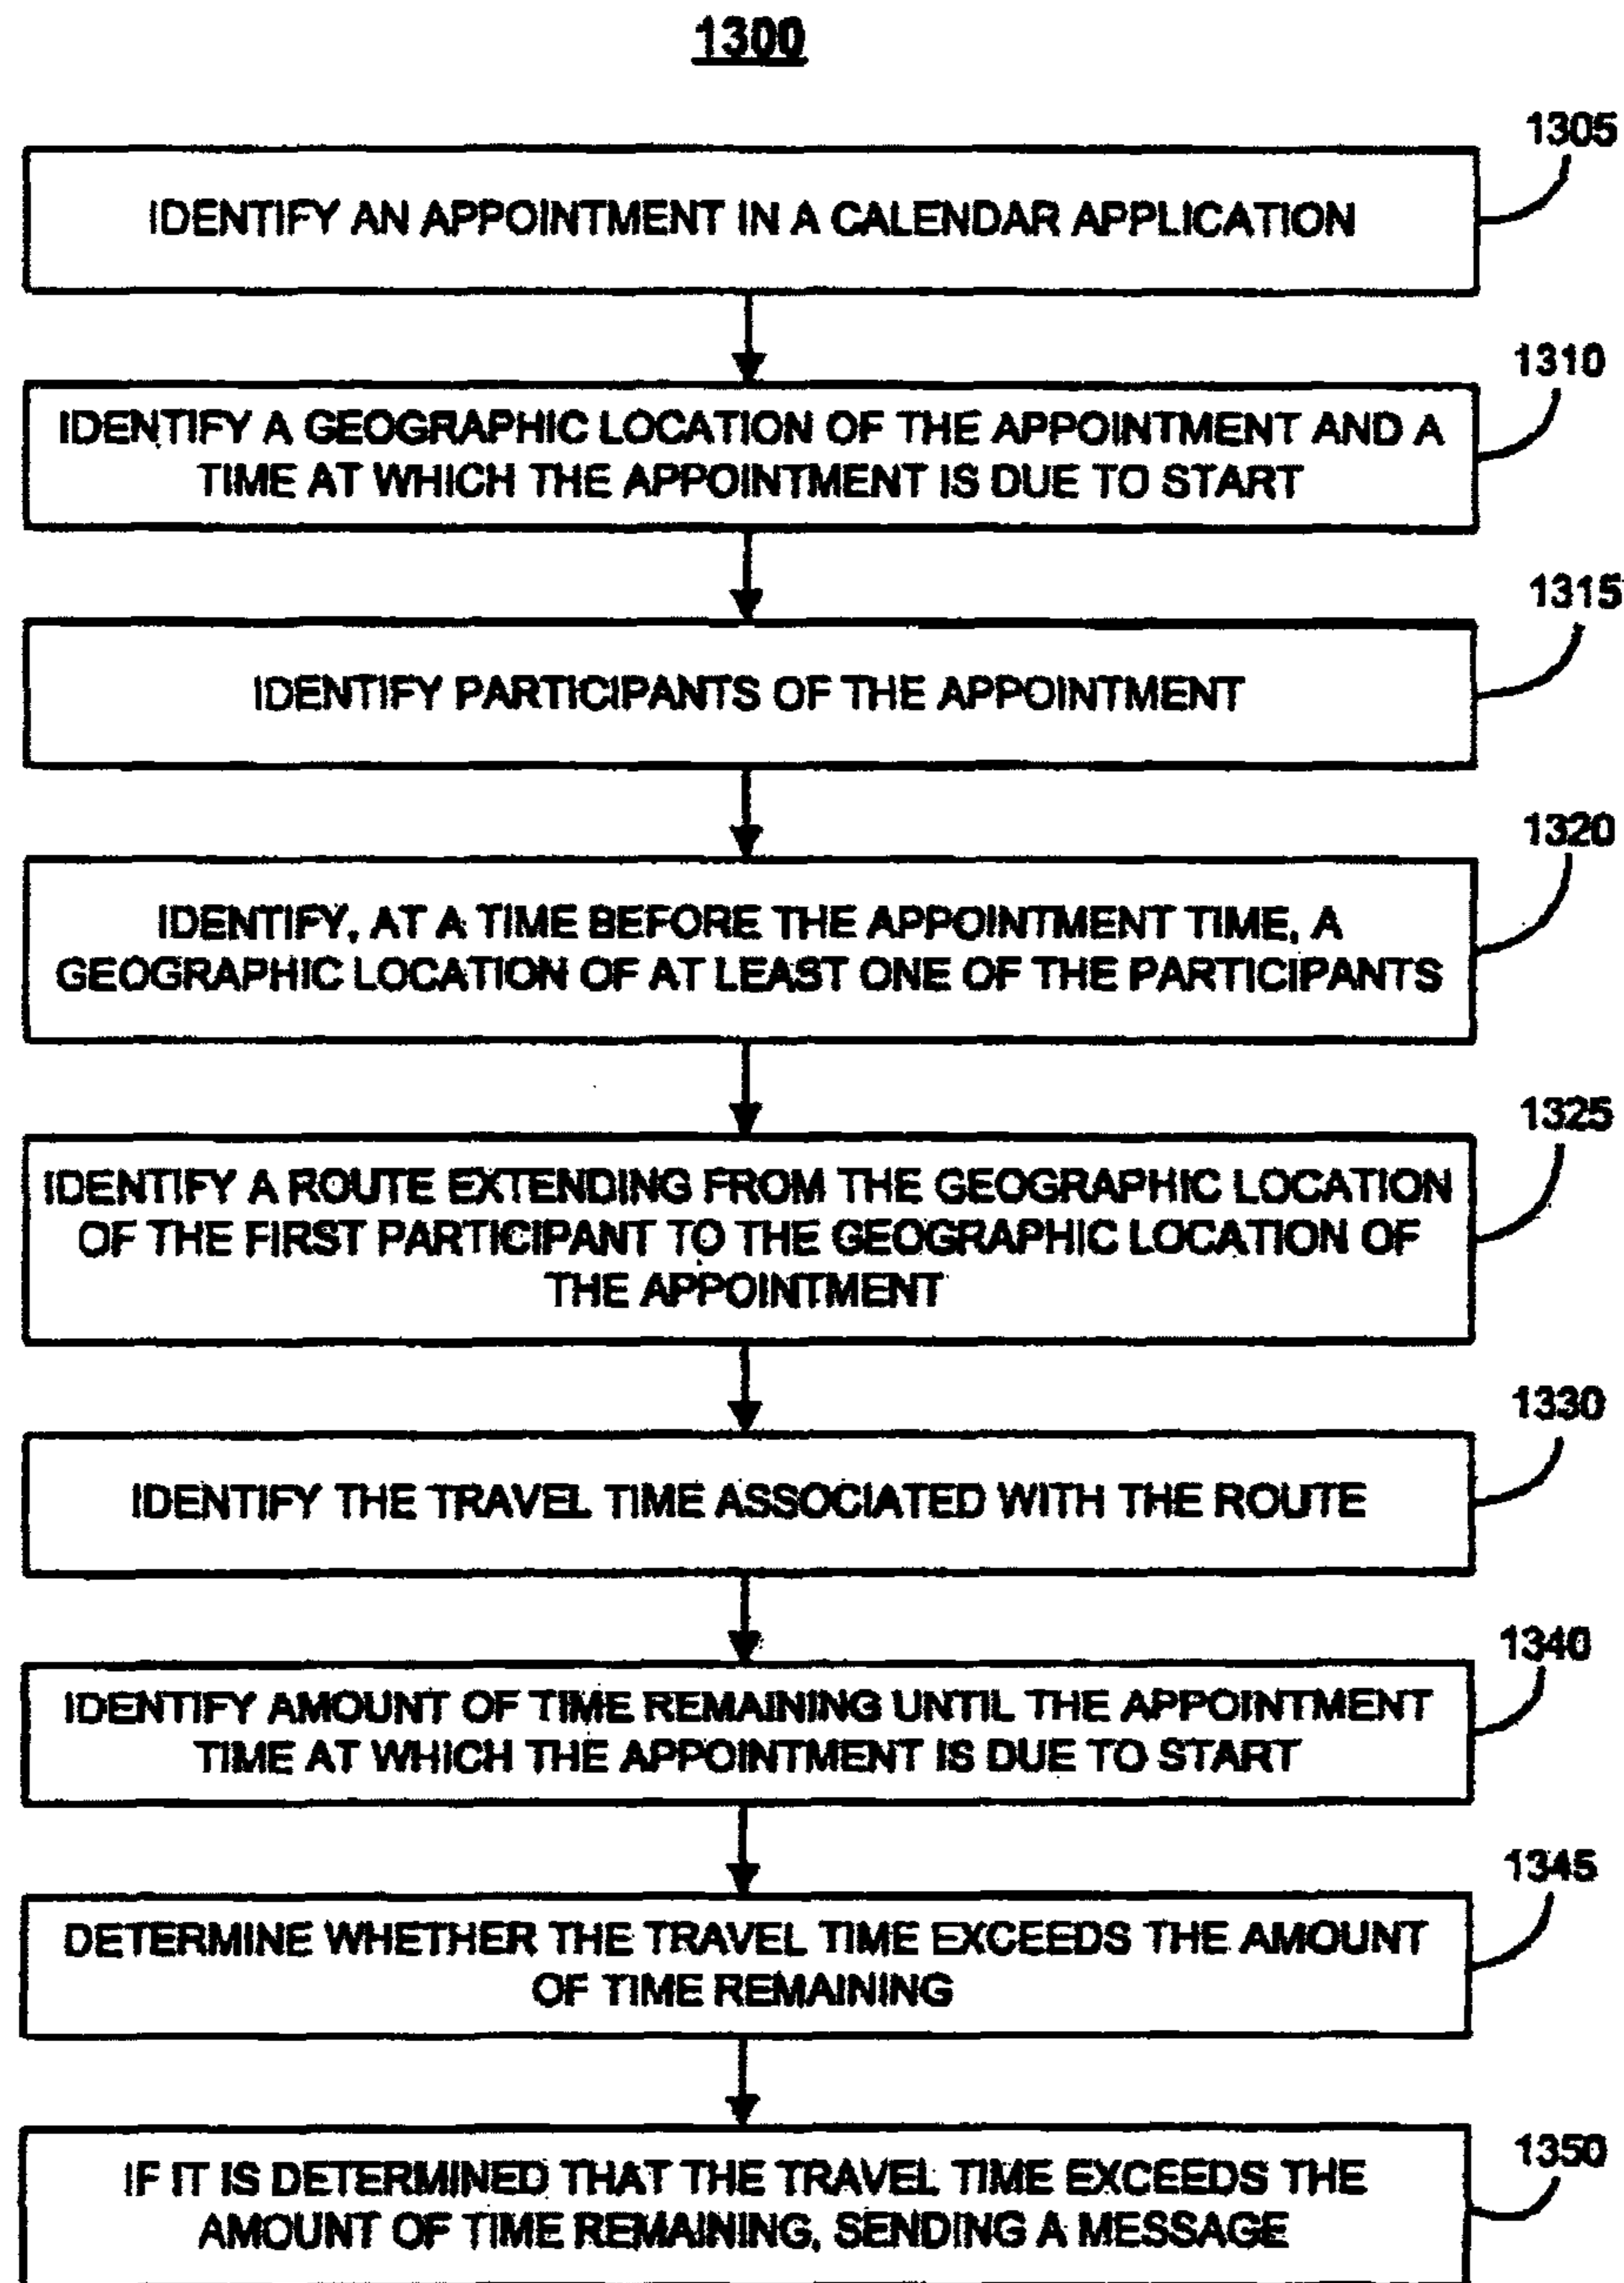 1300
1305
IDENTIFY AN APPOINTMENT IN A CALENDAR APPLICATION
1310
IDENTIFY A GEOGRAPHIC LOCATION OF THE APPOINTMENT AND A
TIME AT WHICH THE APPOINTMENT IS DUE TO START
1315
IDENTIFY PARTICIPANTS OF THE APPOINTMENT
1320
IDENTIFY, AT A TIME BEFORE THE APPOINTMENT TIME, A
GEOGRAPHIC LOCATION OF AT LEAST ONE OF THE PARTICIPANTS
1325
IDENTIFY A ROUTE EXTENDING FROM THE GEOGRAPHIC LOCATION
OF THE FIRST PARTICIPANT TO THE GEOGRAPHIC LOCATION OF
THE APPOINTMENT
1330
IDENTIFY THE TRAVEL TIME ASSOCIATED WITH THE ROUTE
1340
IDENTIFY AMOUNT OF TIME REMAINING UNTIL THE APPOINTMENT
TIME AT WHICH THE APPOINTMENT IS DUE TO START
1345
DETERMINE WHETHER THE TRAVEL TIME EXCEEDS THE AMOUNT
OF TIME REMAINING
1350
IF IT IS DETERMINED THAT THE TRAVEL TIME EXCEEDS THE
AMOUNT OF TIME REMAINING, SENDING A MESSAGE